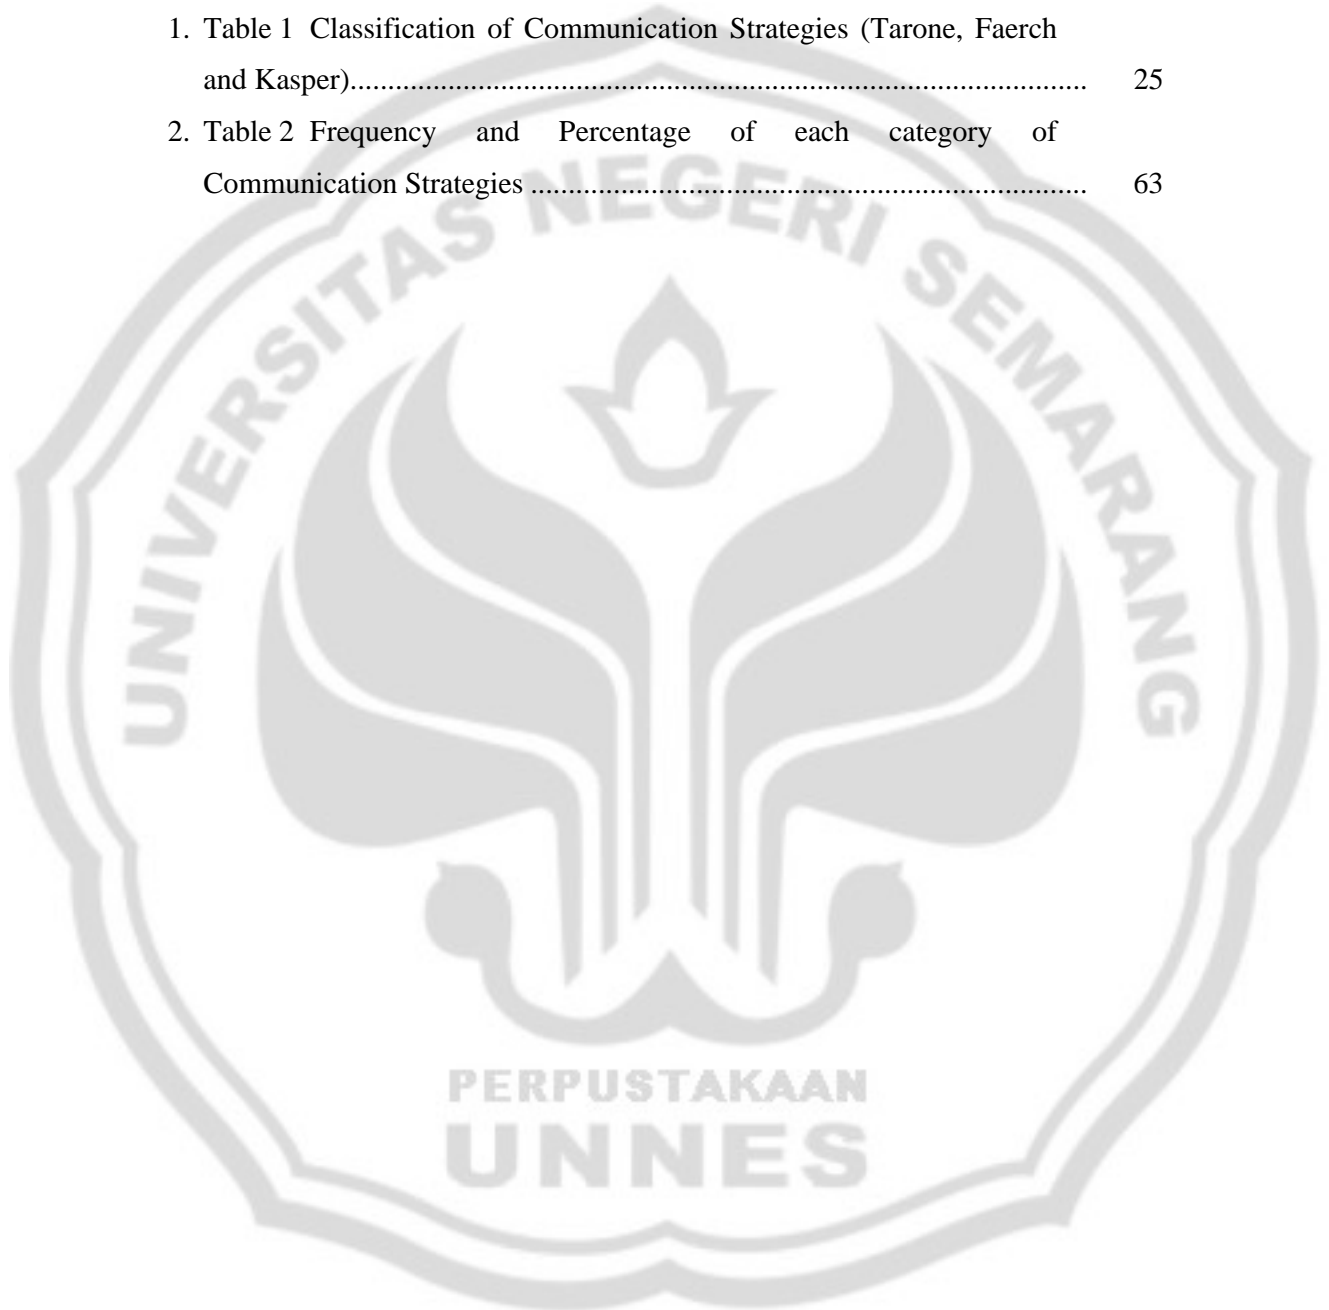 1. Table 1 Classification of Communication Strategies (Tarone, Faerch
and Kasper).................................................................................................. 25
2. Table 2 Frequency and Percentage of each category of
Communication Strategies .......................................................................... 63
UNIVERSITAS NEGERI SEMARANG
PERPUSTAKAAN
UNNES